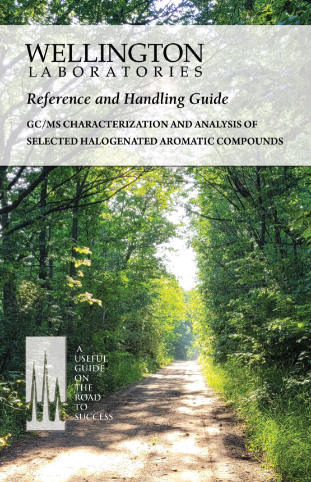 WELLINGTON
LABORATORIES
Reference and Handling Guide
GC/MS CHARACTERIZATION AND ANALYSIS OF
SELECTED HALOGENATED AROMATIC COMPOUNDS
A
USEFUL
GUIDE
ON
THE
ROAD
TO
SUCCESS